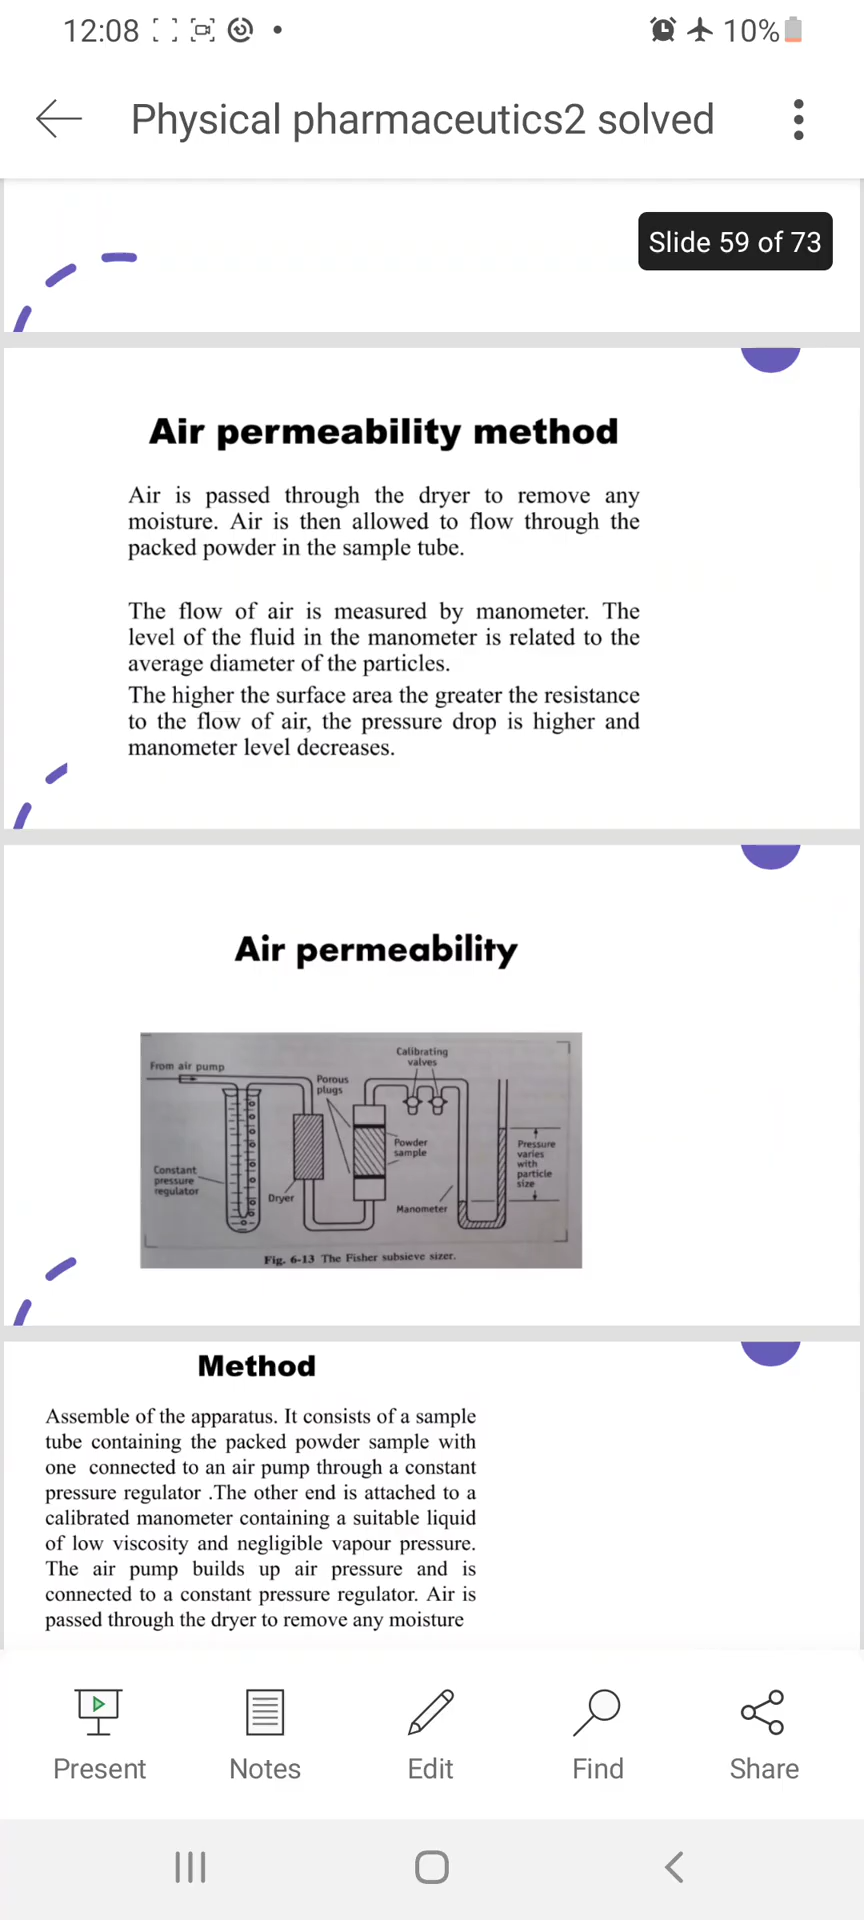 12:08
10%
Physical pharmaceutics2 solved
Slide 59 of 73
Air permeability method
Air is passed through the dryer to remove any
moisture. Air is then allowed to flow through the
packed powder in the sample tube.
The flow of air is measured by manometer. The
level of the fluid in the manometer is related to the
average diameter of the particles.
The higher the surface area the greater the resistance
to the flow of air, the pressure drop is higher and
manometer level decreases.
Air permeability
From air pump
Calibrating
valves
Porous
plugs
Powder
sample
Pressure
varies
with
particle
size
Constant
pressure
regulator
Dryer
Manometer
Fig. 6-13 The Fisher subsieve sizer.
Method
Assemble of the apparatus. It consists of a sample
tube containing the packed powder sample with
one connected to an air pump through a constant
pressure regulator .The other end is attached to a
calibrated manometer containing a suitable liquid
of low viscosity and negligible vapour pressure.
The air pump builds up air pressure and is
connected to a constant pressure regulator. Air is
passed through the dryer to remove any moisture
Present
Notes
Edit
Find
Share